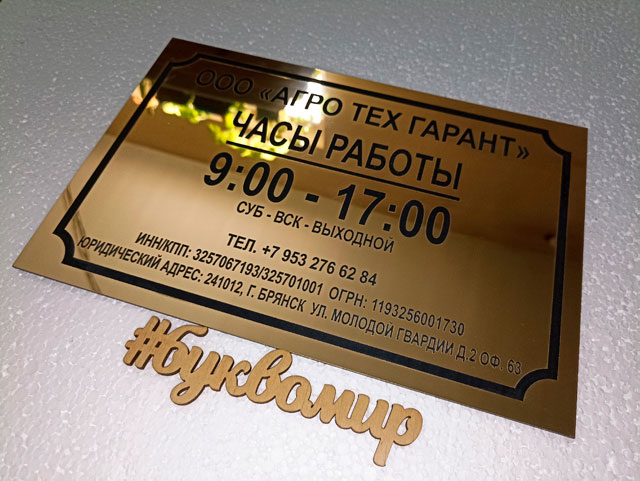 ООО «АГРО ТЕХ ГАРАНТ»
ЧАСЫ РАБОТЫ
9:00 - 17:00
СУБ - ВСК - ВЫХОДНОЙ
ТЕЛ. +7 953 276 62 84
ИНН/КПП: 3257067193/325701001 ОГРН: 1193256001730
ЮРИДИЧЕСКИЙ АДРЕС: 241012, Г. БРЯНСК УЛ. МОЛОДОЙ ГВАРДИИ Д.2 ОФ. 63
#буквомир